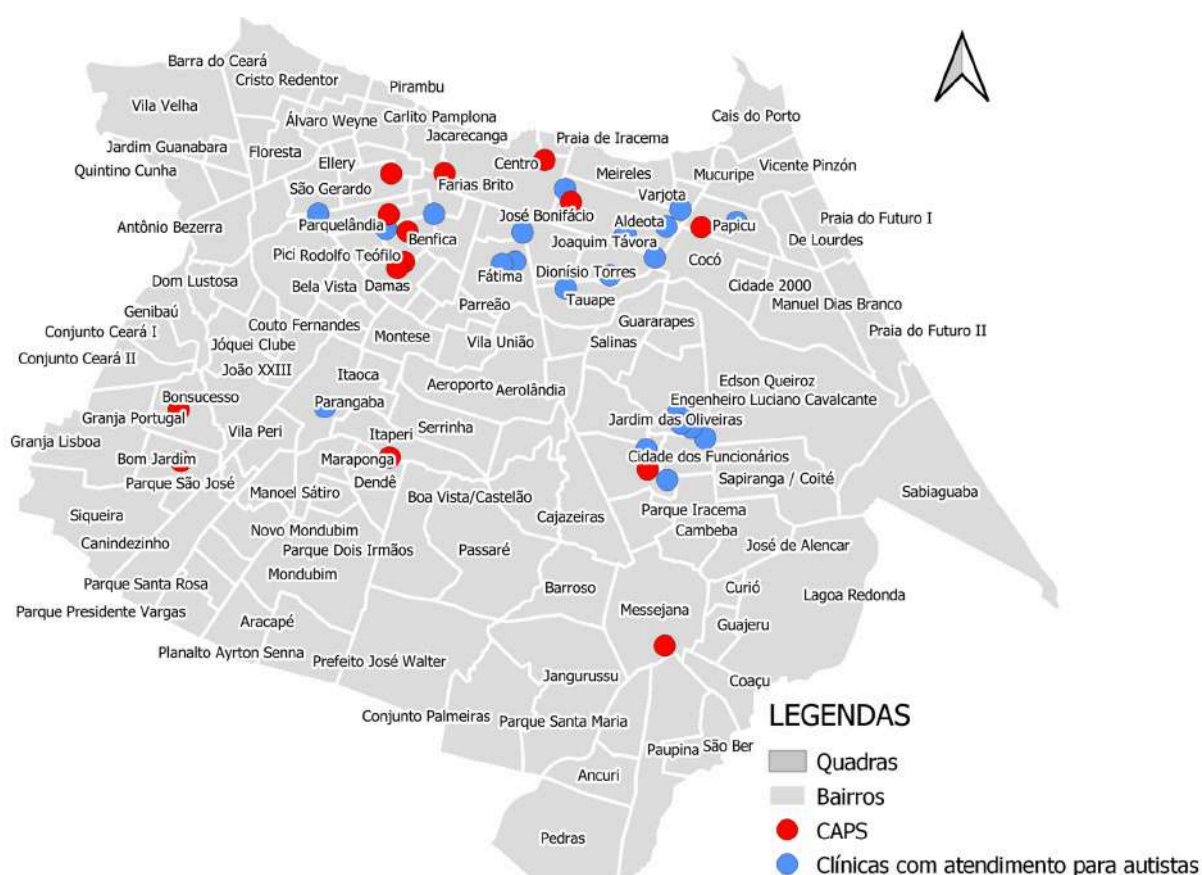 Barra do Ceará
Cristo Redentor
Pirambu
Vila Velha
Cais do Porto
Álvaro Weyne
Carlito Pamplona
Jacarecanga
Praia de Iracema
Jardim Guanabara
Floresta
Ellery
Centro
Vicente Pinzón
Quintino Cunha
Meireles
Mucuripe
São Gerardo
Farias Brito
Varjota
Antônio Bezerra
Parquelândia
José Bonifácio
Aldeota
Papicu
Praia do Futuro I
Benfica
Joaquim Távora
De Lourdes
Pici
Rodolfo Teófilo
Cocó
Dom Lustosa
Bela Vista
Damas
Fátima
Dionísio Torres
Cidade 2000
Genibaú
Parreão
Tauape
Manuel Dias Branco
Conjunto Ceará I
Couto Fernandes
Montese
Guararapes
Praia do Futuro II
Conjunto Ceará II
Jóquei Clube
Vila União
Salinas
João XXIII
Itaoca
Aeroporto
Aerolândia
Edson Queiroz
Bonsucesso
Parangaba
Engenheiro Luciano Cavalcante
Granja Portugal
Jardim das Oliveiras
Granja Lisboa
Vila Peri
Itaperi
Serrinha
Bom Jardim
Maraponga
Cidade dos Funcionários
Parque São José
Dendê
Sapiranga / Coité
Manoel Sátiro
Boa Vista/Castelão
Sabiaguaba
Siqueira
Parque Iracema
Cajazeiras
Novo Mondubim
Cambeba
Canindezinho
Parque Dois Irmãos
Passaré
José de Alencar
Mondubim
Parque Santa Rosa
Barroso
Curió
Lagoa Redonda
Parque Presidente Vargas
Messejana
Aracapé
Guajeru
Planalto Ayrton Senna
Prefeito José Walter
Jangurussu
Coaçu
Conjunto Palmeiras
Parque Santa Maria
Paupina
São Ber
Ancuri
Pedras
LEGENDAS
Quadras
Bairros
CAPS
Clínicas com atendimento para autistas